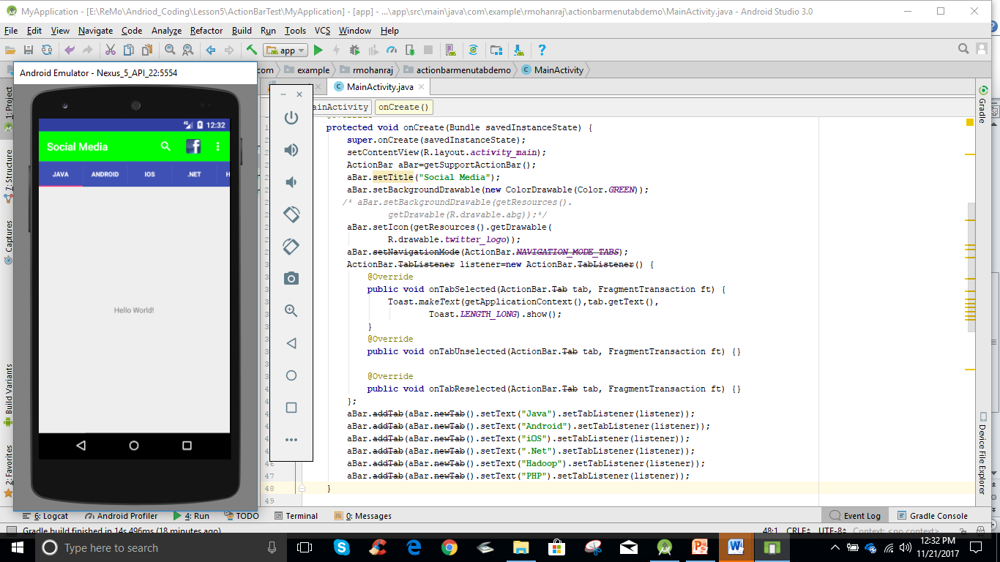 MyApplication - [E:\ReMo\Andriod_Coding\Lesson5\ActionBarTest\MyApplication] - [app] - ...\app\src\main\java\com\example\rmohanraj\actionbarmenutabdemo\MainActivity.java - Android Studio 3.0
File Edit View Navigate Code Analyze Refactor Build Run Tools VCS Window Help
app
com example rmohanraj actionbarmenutabdemo MainActivity
Android Emulator - Nexus_5_API_22:5554
MainActivity.java
ainActivity onCreate()
1: Project
7: Structure
Captures
Build Variants
2: Favorites
4G 12:32
Social Media
JAVA ANDROID IOS .NET H
Hello World!
protected void onCreate(Bundle savedInstanceState) {
super.onCreate(savedInstanceState);
setContentView(R.layout.activity_main);
ActionBar aBar=getSupportActionBar();
aBar.setTitle("Social Media");
aBar.setBackgroundDrawable(new ColorDrawable(Color.GREEN));
/* aBar.setBackgroundDrawable(getResources().
getDrawable(R.drawable.abg));*/
aBar.setIcon(getResources().getDrawable(
R.drawable.twitter_logo));
aBar.setNavigationMode(ActionBar.NAVIGATION_MODE_TABS);
ActionBar.TabListener listener=new ActionBar.TabListener() {
@Override
public void onTabSelected(ActionBar.Tab tab, FragmentTransaction ft) {
Toast.makeText(getApplicationContext(),tab.getText(),
Toast.LENGTH_LONG).show();
}
@Override
public void onTabUnselected(ActionBar.Tab tab, FragmentTransaction ft) {}
@Override
public void onTabReselected(ActionBar.Tab tab, FragmentTransaction ft) {}
};
aBar.addTab(aBar.newTab().setText("Java").setTabListener(listener));
aBar.addTab(aBar.newTab().setText("Android").setTabListener(listener));
aBar.addTab(aBar.newTab().setText("iOS").setTabListener(listener));
aBar.addTab(aBar.newTab().setText(".Net").setTabListener(listener));
46 aBar.addTab(aBar.newTab().setText("Hadoop").setTabListener(listener));
47 aBar.addTab(aBar.newTab().setText("PHP").setTabListener(listener));
48 }
49
Gradle
Device File Explorer
6: Logcat Android Profiler 4: Run TODO Terminal 0: Messages Event Log Gradle Console
Gradle build finished in 14s 496ms (18 minutes ago) 48:1 CRLF UTF-8 Context: <no context>
Type here to search
12:32 PM
11/21/2017